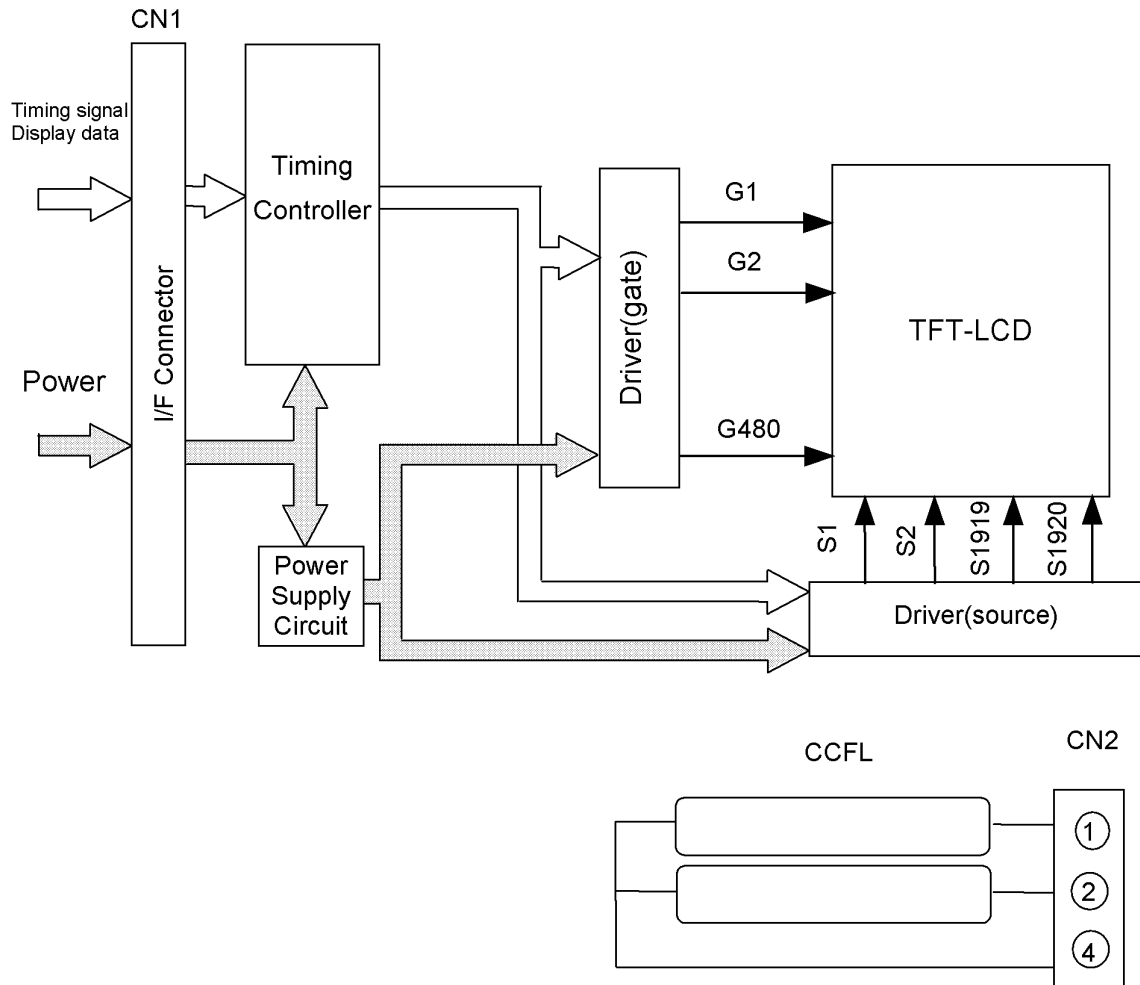 CN1
Timing signal
Display data
Power
I/F Connector
Timing
Controller
Power
Supply
Circuit
Driver(gate)
G1
G2
G480
TFT-LCD
S1
S2
S1919
S1920
Driver(source)
CCFL
CN2
1
2
4